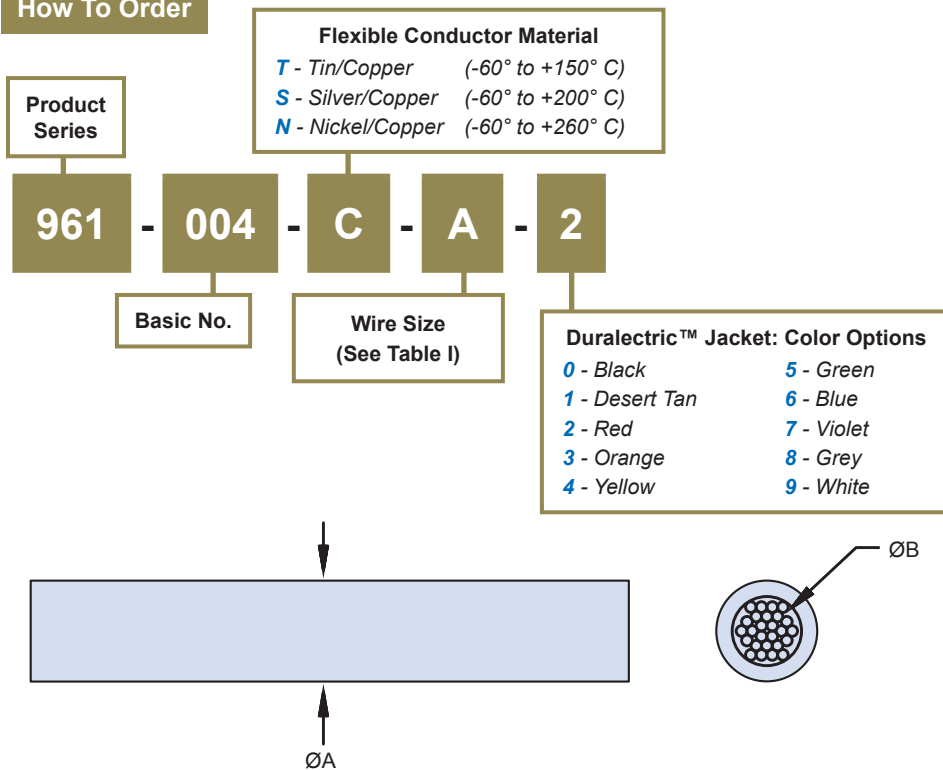 How To Order
Flexible Conductor Material
T - Tin/Copper (-60° to +150° C)
S - Silver/Copper (-60° to +200° C)
N - Nickel/Copper (-60° to +260° C)
Product
Series
961 - 004 - C - A - 2
Basic No.
Wire Size
(See Table I)
Duralectric™ Jacket: Color Options
0 - Black
1 - Desert Tan
2 - Red
3 - Orange
4 - Yellow
5 - Green
6 - Blue
7 - Violet
8 - Grey
9 - White
ØB
ØA